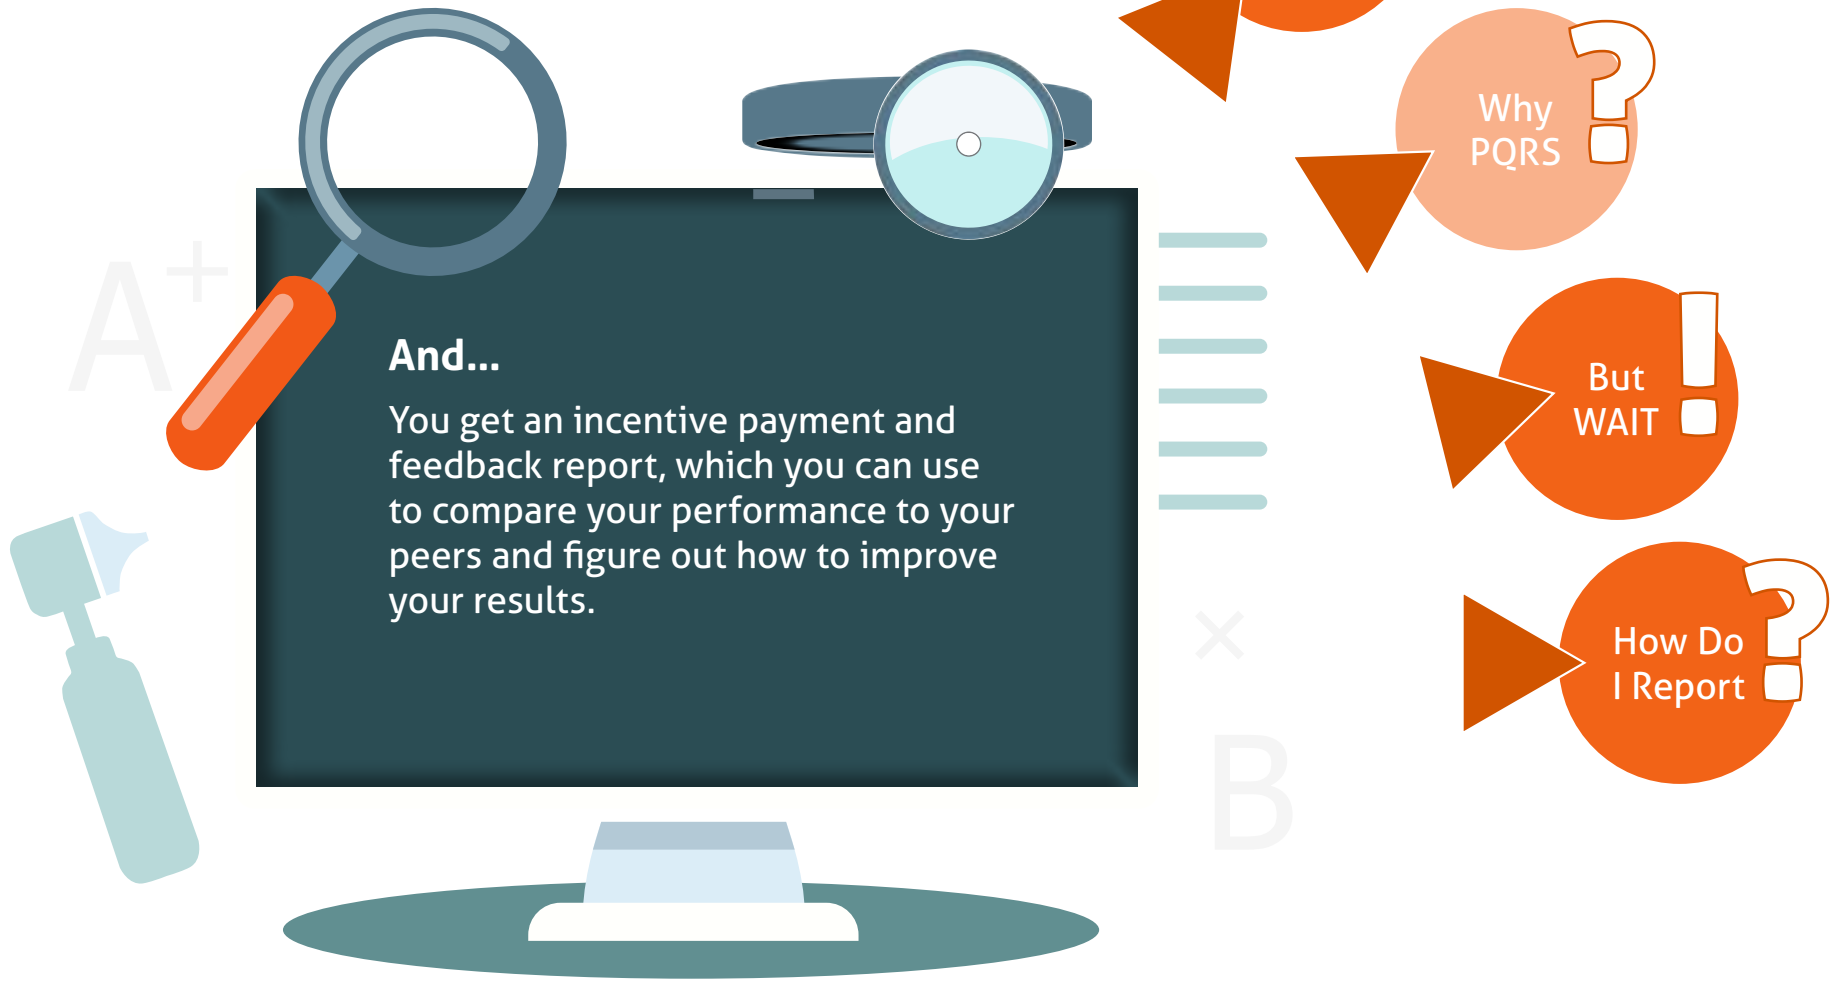 And...
You get an incentive payment and
feedback report, which you can use
to compare your performance to your
peers and figure out how to improve
your results.
Why
PQRS
?
But
WAIT
!
How Do
I Report
?
A+
×
B